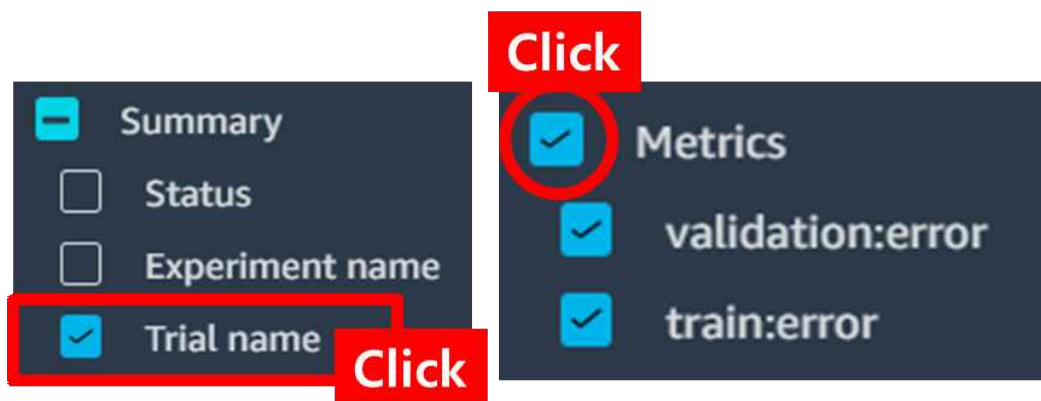 Summary
Status
Experiment name
Trial name
Click
Click
Metrics
validation:error
train:error